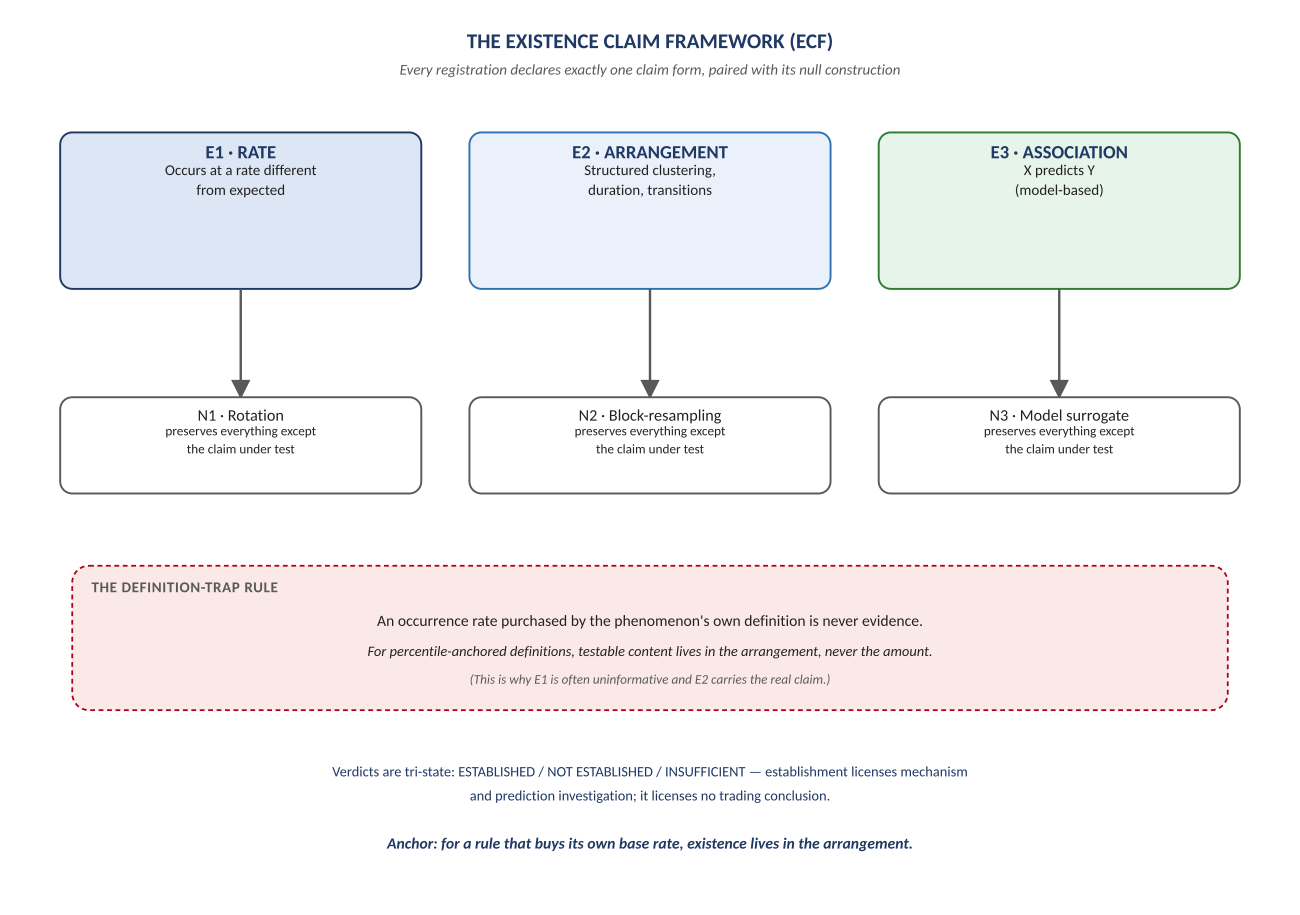 THE EXISTENCE CLAIM FRAMEWORK (ECF)
Every registration declares exactly one claim form, paired with its null construction
E1 · RATE
Occurs at a rate different
from expected
E2 · ARRANGEMENT
Structured clustering,
duration, transitions
E3 · ASSOCIATION
X predicts Y
(model-based)
N1 · Rotation
preserves everything except
the claim under test
N2 · Block-resampling
preserves everything except
the claim under test
N3 · Model surrogate
preserves everything except
the claim under test
THE DEFINITION-TRAP RULE
An occurrence rate purchased by the phenomenon's own definition is never evidence.
For percentile-anchored definitions, testable content lives in the arrangement, never the amount.
(This is why E1 is often uninformative and E2 carries the real claim.)
Verdicts are tri-state: ESTABLISHED / NOT ESTABLISHED / INSUFFICIENT — establishment licenses mechanism
and prediction investigation; it licenses no trading conclusion.
Anchor: for a rule that buys its own base rate, existence lives in the arrangement.